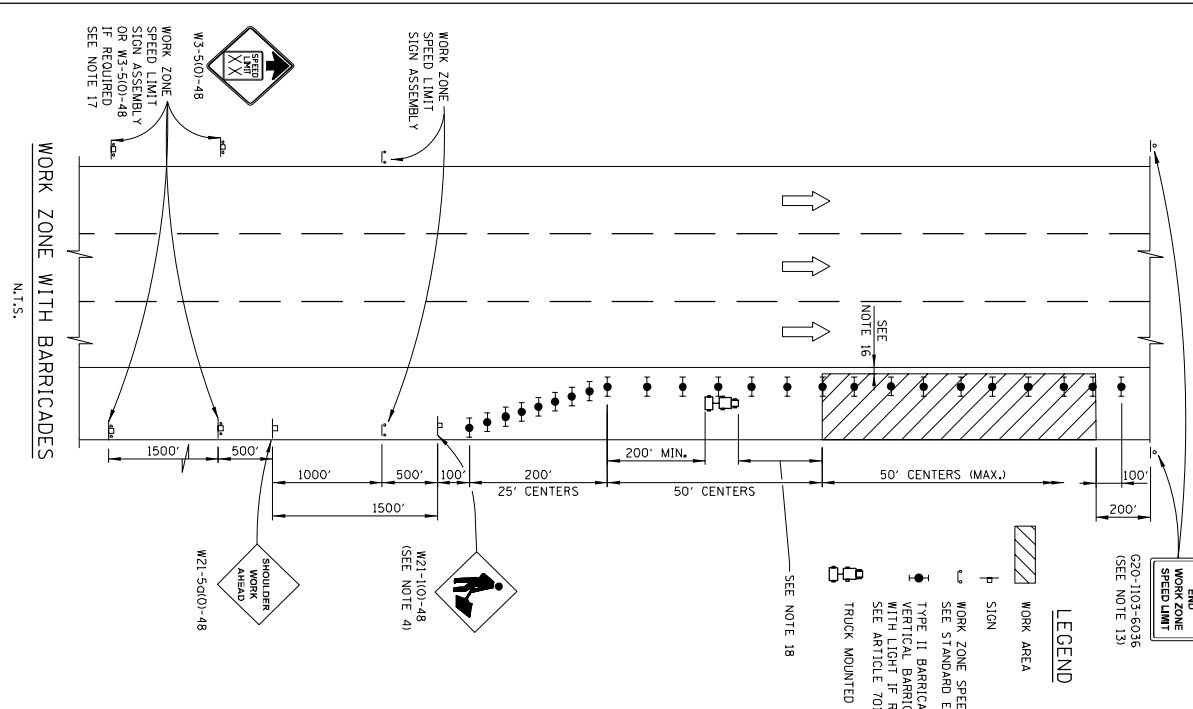 WORK ZONE WITH BARRICADES
N.T.S.
WORK ZONE
SPEED LIMIT
SIGN ASSEMBLY
OR W3-5(O)-48
IF REQUIRED
SEE NOTE 17
W3-5(O)-48
SPEED
LIMIT
XX
WORK ZONE
SPEED LIMIT
SIGN ASSEMBLY
SEE
NOTE 16
1500'
500'
1000'
500'
100'
1500'
200'
25' CENTERS
200' MIN.
50' CENTERS
50' CENTERS (MAX.)
100'
200'
SHOULDER
WORK
AHEAD
W21-5a(O)-48
W21-1(O)-48
(SEE NOTE 4)
SEE NOTE 18
END
WORK ZONE
SPEED LIMIT
G20-1103-6036
(SEE NOTE 13)
LEGEND
WORK AREA
SIGN
WORK ZONE SPEE
SEE STANDARD
TYPE II BARRICA
VERTICAL BARRIC
WITH LIGHT IF
SEE ARTICLE
TRUCK MOUNTED